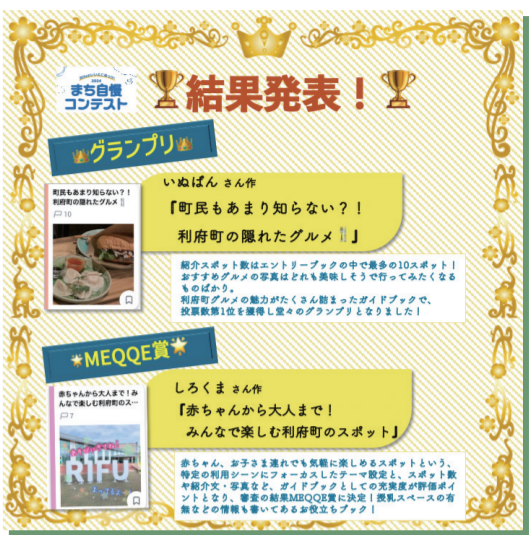 2024
まち自慢
コンテスト
結果発表！
グランプリ
いぬぱん さん作
『町民もあまり知らない？！
利府町の隠れたグルメ🍴』
町民もあまり知らない？！
利府町の隠れたグルメ🍴
10
紹介スポット数はエントリーブックの中で最多の10スポット！
おすすめグルメの写真はどれも美味しそうで行ってみたくなる
ものばかり。
利府町グルメの魅力がたくさん詰まったガイドブックで、
投票数第1位を獲得し堂々のグランプリとなりました！
MEQQE賞
しろくま さん作
『赤ちゃんから大人まで！
みんなで楽しむ利府町のスポット』
赤ちゃんから大人まで！み
んなで楽しむ利府町のス…
7
RIFU
赤ちゃん、お子さま連れでも気軽に楽しめるスポットという、
特定の利用シーンにフォーカスしたテーマ設定と、スポット数
や紹介文・写真など、ガイドブックとしての充実度が評価ポ
イントとなり、審査の結果MEQQE賞に決定！授乳スペースの有
無などの情報も書いてあるお役立ちブック！